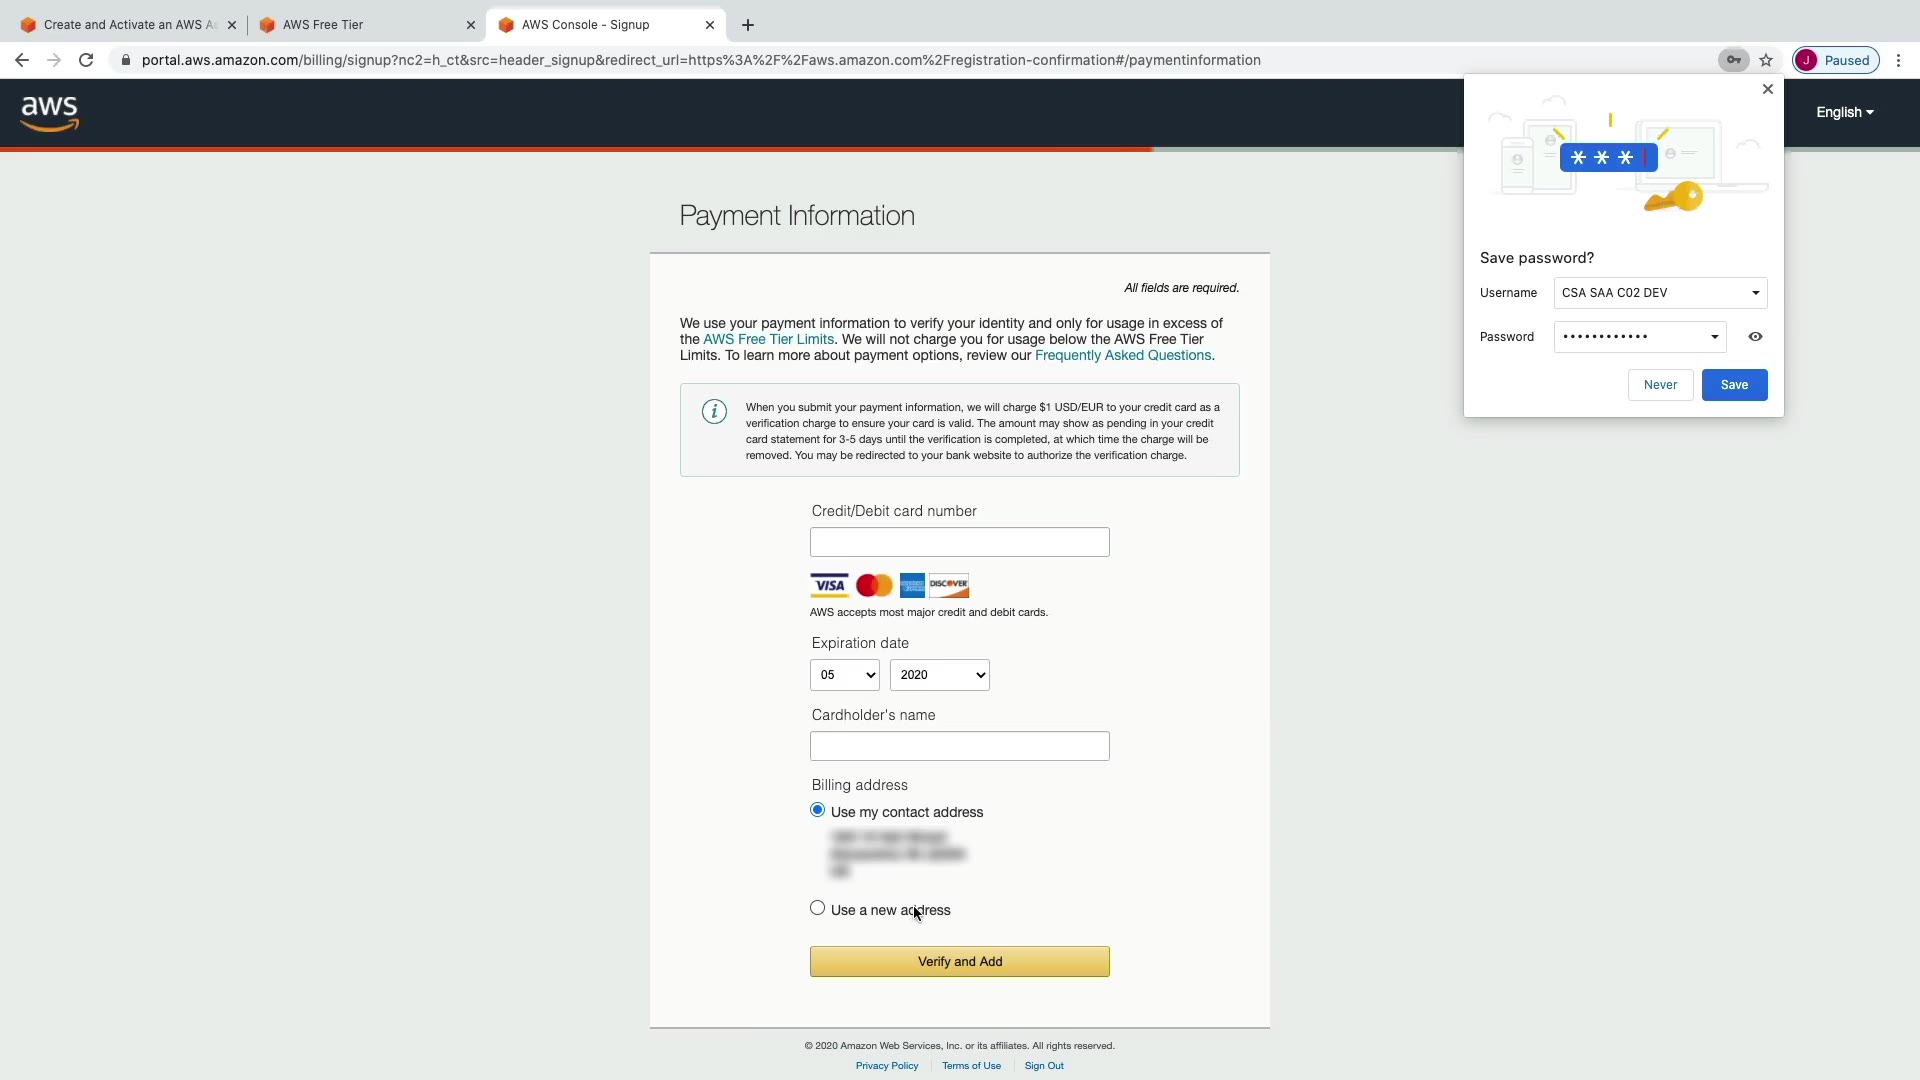 Create and Activate an AWS A
AWS Free Tier
AWS Console - Signup
portal.aws.amazon.com/billing/signup?nc2=h_ct&src=header_signup&redirect_url=https%3A%2F%2Faws.amazon.com%2Fregistration-confirmation#/paymentinformation
J
Paused
aws
English
Save password?
Username
CSA SAA C02 DEV
Password
••••••••••••
Never
Save
Payment Information
All fields are required.
We use your payment information to verify your identity and only for usage in excess of
the AWS Free Tier Limits. We will not charge you for usage below the AWS Free Tier
Limits. To learn more about payment options, review our Frequently Asked Questions.
When you submit your payment information, we will charge $1 USD/EUR to your credit card as a
verification charge to ensure your card is valid. The amount may show as pending in your credit
card statement for 3-5 days until the verification is completed, at which time the charge will be
removed. You may be redirected to your bank website to authorize the verification charge.
Credit/Debit card number
VISA
DISCOVER
AWS accepts most major credit and debit cards.
Expiration date
05
2020
Cardholder's name
Billing address
Use my contact address
Use a new address
Verify and Add
© 2020 Amazon Web Services, Inc. or its affiliates. All rights reserved.
Privacy Policy
Terms of Use
Sign Out